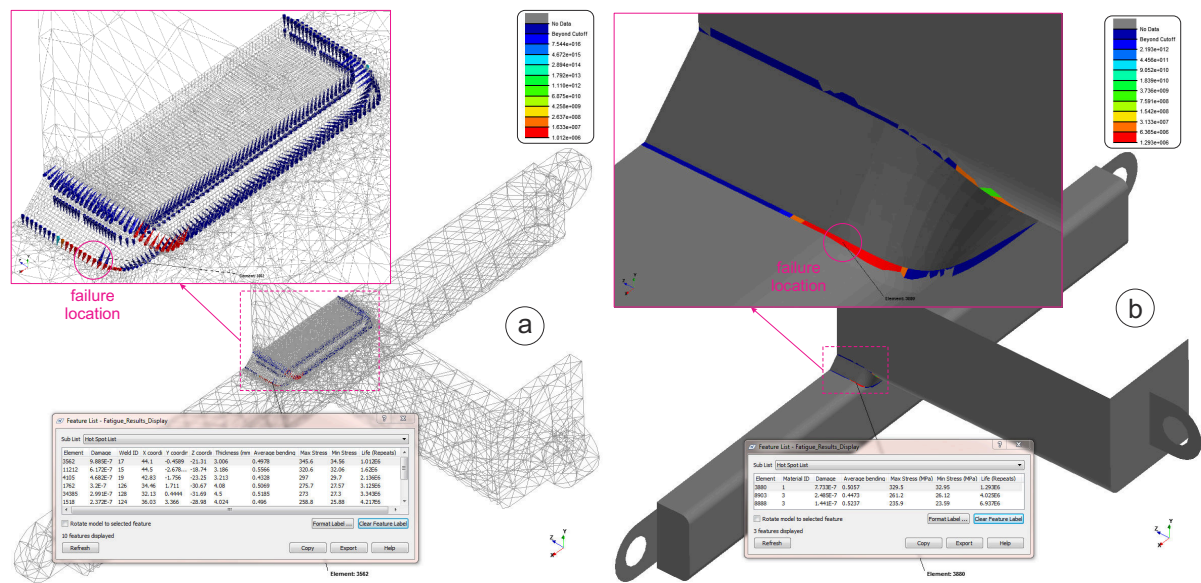 No Data
Beyond Cutoff
7.544e+016
4.672e+015
2.894e+014
1.792e+013
1.110e+012
6.875e+010
4.258e+009
2.637e+008
1.633e+007
1.012e+006
Element: 3562
failure
location
a
Feature List - Fatigue_Results_Display
Sub List Hot Spot List
Element Damage Weld ID X coordi Y coordir Z coordi Thickness (mm Average bending Max Stress Min Stress Life (Repeats)
3562 9.885E-7 17 44.1 -0.4589 -21.31 3.006 0.4978 345.6 34.56 1.012E6
11212 6.172E-7 15 44.5 -2.678... -18.74 3.186 0.5566 320.6 32.06 1.62E6
4105 4.682E-7 19 42.83 -1.756 -23.25 3.213 0.4328 297 29.7 2.136E6
1762 3.2E-7 126 34.46 1.711 -30.67 4.08 0.5069 275.7 27.57 3.125E6
34385 2.991E-7 128 32.13 0.4444 -31.69 4.5 0.5185 273 27.3 3.343E6
1518 2.372E-7 124 36.03 3.366 -28.98 4.024 0.496 258.8 25.88 4.217E6
Rotate model to selected feature
Format Label ... Clear Feature Label
10 features displayed
Refresh Copy Export Help
Element: 3562
Y
Z
X
No Data
Beyond Cutoff
2.193e+012
4.458e+011
9.052e+010
1.839e+010
3.736e+009
7.591e+008
1.542e+008
3.133e+007
6.365e+006
1.293e+006
failure
location
Element: 3880
b
Feature List - Fatigue_Results_Display
Sub List Hot Spot List
Element Material ID Damage Average bending Max Stress (MPa) Min Stress (MPa) Life (Repeats)
3880 1 7.733E-7 0.5057 329.5 32.95 1.293E6
8903 3 2.485E-7 0.4473 261.2 26.12 4.025E6
8888 3 1.441E-7 0.5237 235.9 23.59 6.937E6
Rotate model to selected feature
Format Label ... Clear Feature Label
3 features displayed
Refresh Copy Export Help
Element: 3880
Y
Z
X